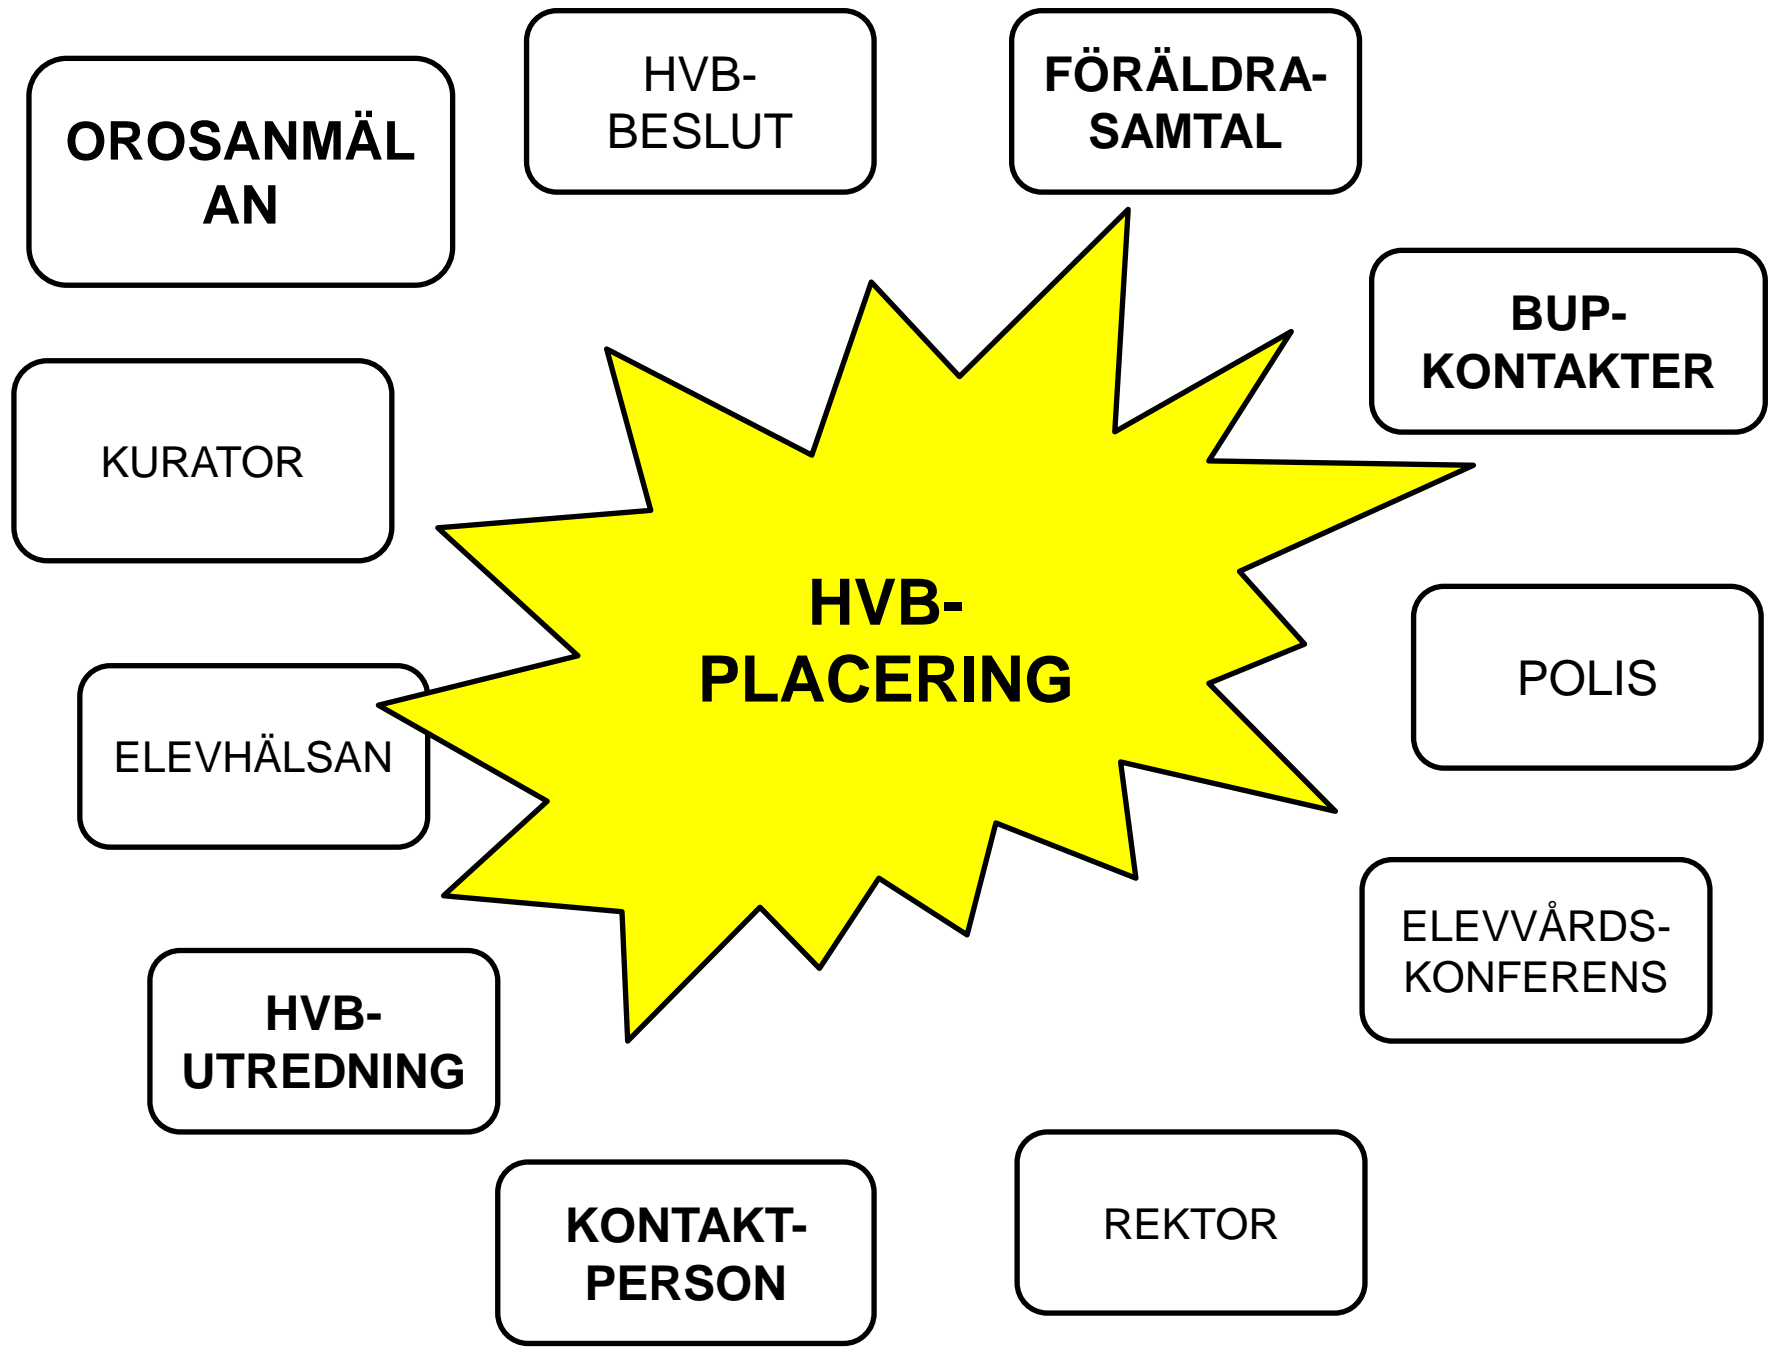 OROSANMÄL
AN
HVB-
BESLUT
FÖRÄLDRA-
SAMTAL
BUP-
KONTAKTER
KURATOR
HVB-
PLACERING
POLIS
ELEVHÄLSAN
ELEVVÅRDS-
KONFERENS
HVB-
UTREDNING
KONTAKT-
PERSON
REKTOR